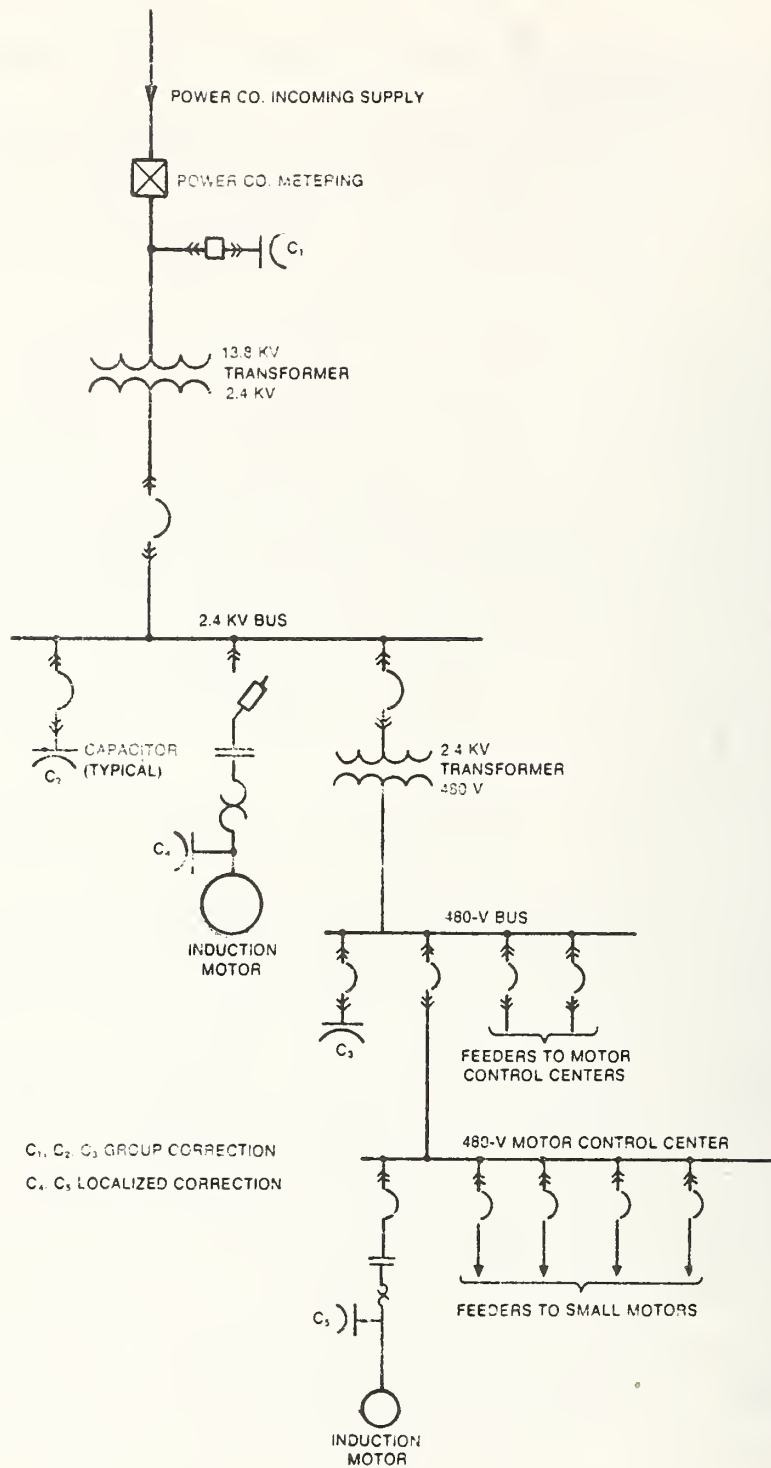 POWER CO. INCOMING SUPPLY
POWER CO. METERING
C₁
13.8 KV
TRANSFORMER
2.4 KV
2.4 KV BUS
CAPACITOR
(TYPICAL)
C₂
C₄
INDUCTION
MOTOR
2.4 KV
TRANSFORMER
480 V
480-V BUS
C₃
FEEDERS TO MOTOR
CONTROL CENTERS
C₁, C₂, C₃ GROUP CORRECTION
C₄, C₅ LOCALIZED CORRECTION
480-V MOTOR CONTROL CENTER
C₅
FEEDERS TO SMALL MOTORS
INDUCTION
MOTOR